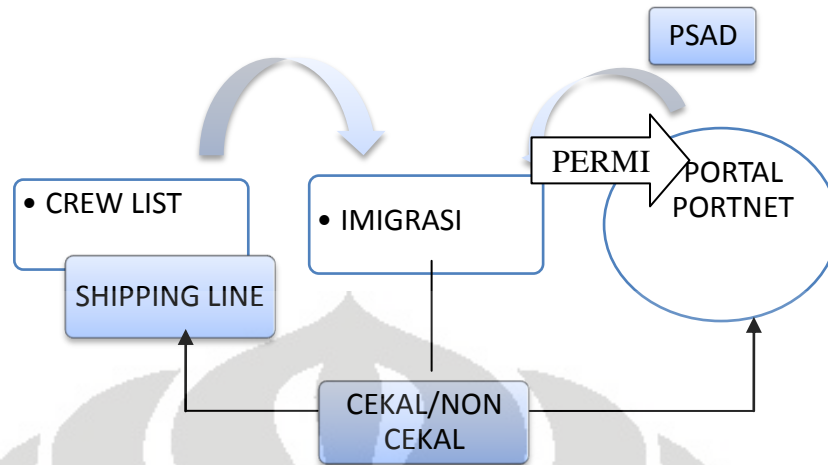 PSAD
PERMI
PORTAL
PORTNET
• CREW LIST
• IMIGRASI
SHIPPING LINE
CEKAL/NON
CEKAL